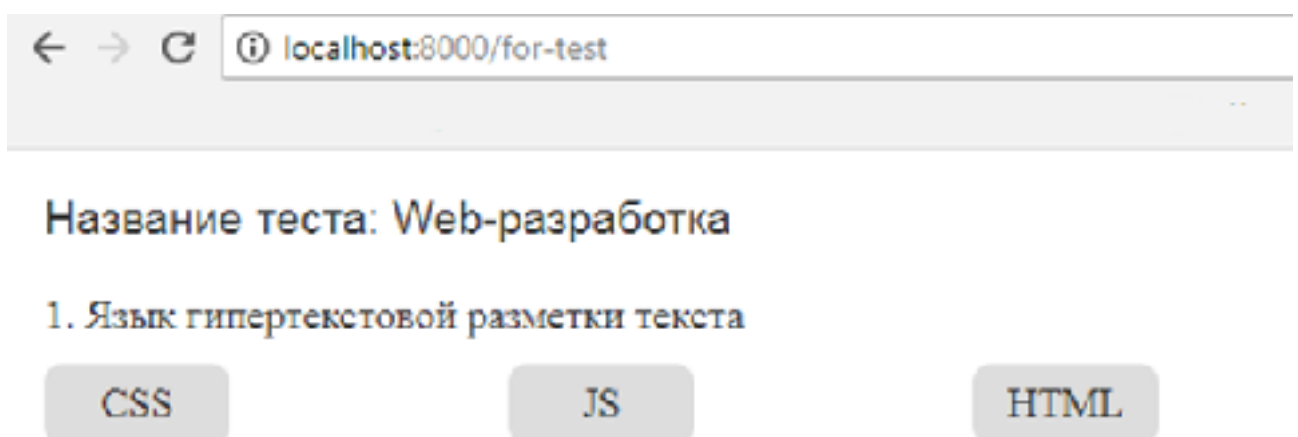 localhost:8000/for-test
Название теста: Web-разработка
1. Язык гипертекстовой разметки текста
CSS JS HTML